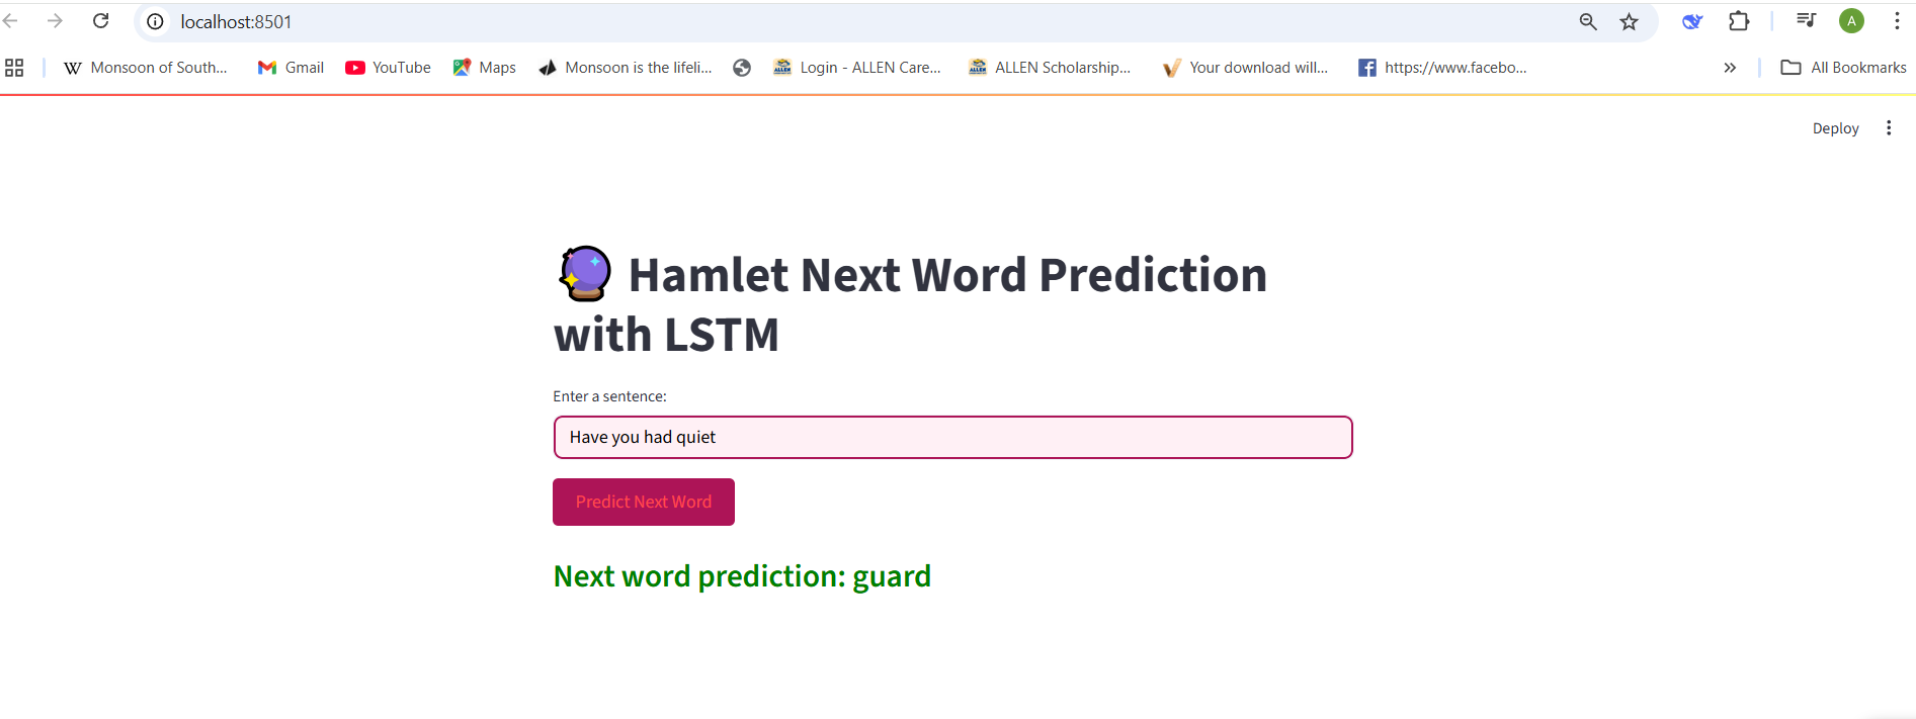 localhost:8501
A
W Monsoon of South... Gmail YouTube Maps Monsoon is the lifeli... ALLEN Login - ALLEN Care... ALLEN ALLEN Scholarship... Your download will... https://www.facebo... » All Bookmarks
Deploy
Hamlet Next Word Prediction
with LSTM
Enter a sentence:
Have you had quiet
Predict Next Word
Next word prediction: guard